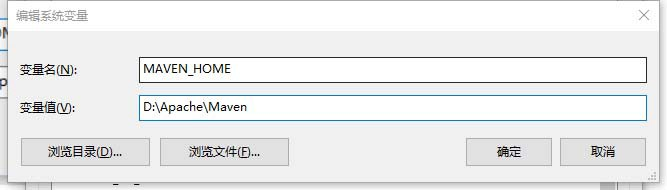 编辑系统变量
变量名(N):
MAVEN_HOME
变量值(V):
D:\Apache\Maven
浏览目录(D)...
浏览文件(F)...
确定
取消